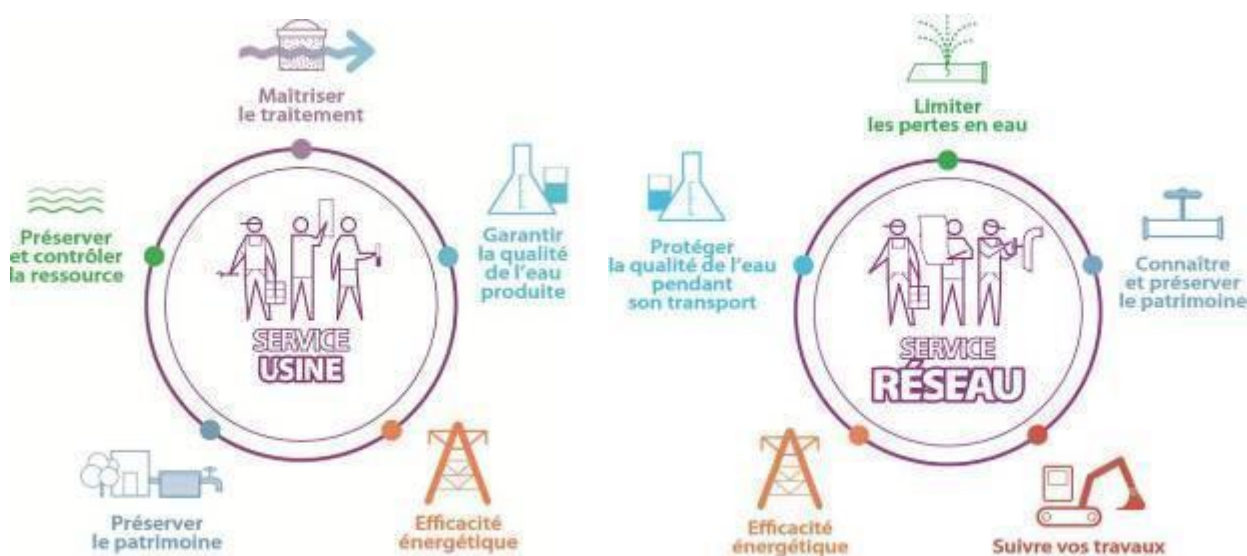 Maîtriser
le traitement
Préserver
et contrôler
la ressource
Garantir
la qualité
de l'eau
produite
SERVICE
USINE
Préserver
le patrimoine
Efficacité
énergétique
Limiter
les pertes en eau
Protéger
la qualité de l'eau
pendant
son transport
Connaître
et préserver
le patrimoine
SERVICE
RÉSEAU
Efficacité
énergétique
Suivre vos travaux